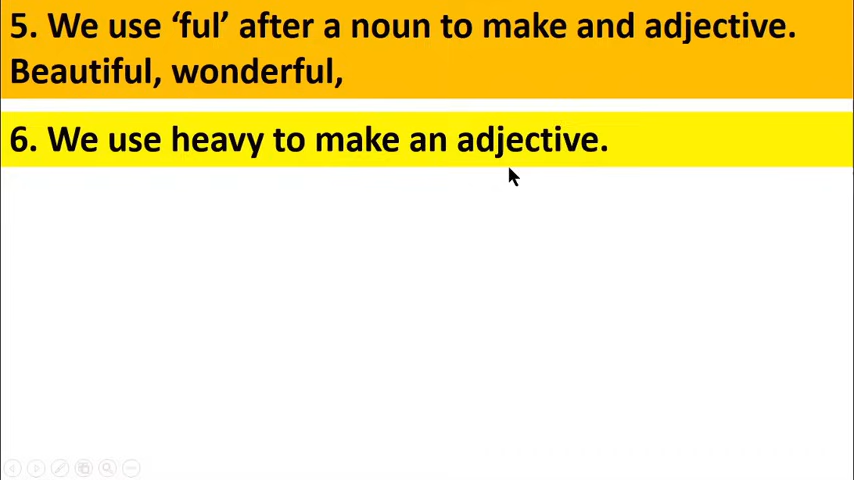 5. We use ‘ful’ after a noun to make and adjective.
Beautiful, wonderful,
6. We use heavy to make an adjective.